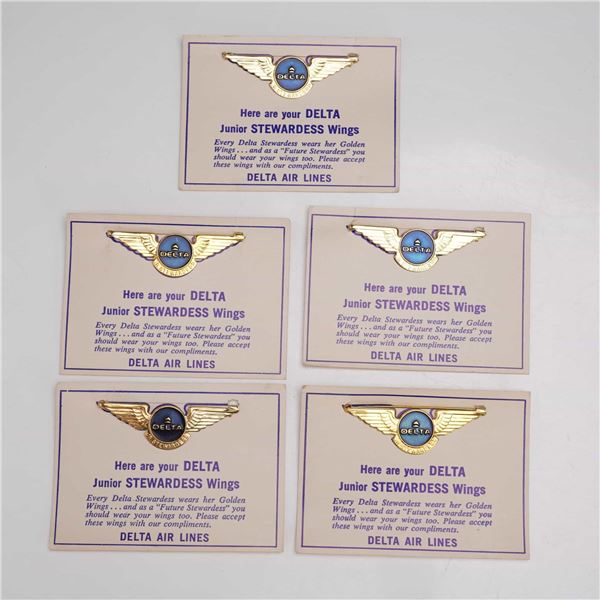 DELTA
Here are your DELTA
Junior STEWARDESS Wings
Every Delta Stewardess wears her Golden
Wings...and as a "Future Stewardess" you
should wear your wings too. Please accept
these wings with our compliments.
DELTA AIR LINES
DELTA
Here are your DELTA
Junior STEWARDESS Wings
Every Delta Stewardess wears her Golden
Wings...and as a "Future Stewardess" you
should wear your wings too. Please accept
these wings with our compliments.
DELTA AIR LINES
DELTA
Here are your DELTA
Junior STEWARDESS Wings
Every Delta Stewardess wears her Golden
Wings...and as a "Future Stewardess" you
should wear your wings too. Please accept
these wings with our compliments.
DELTA AIR LINES
DELTA
Here are your DELTA
Junior STEWARDESS Wings
Every Delta Stewardess wears her Golden
Wings...and as a "Future Stewardess" you
should wear your wings too. Please accept
these wings with our compliments.
DELTA AIR LINES
DELTA
Here are your DELTA
Junior STEWARDESS Wings
Every Delta Stewardess wears her Golden
Wings...and as a "Future Stewardess" you
should wear your wings too. Please accept
these wings with our compliments.
DELTA AIR LINES